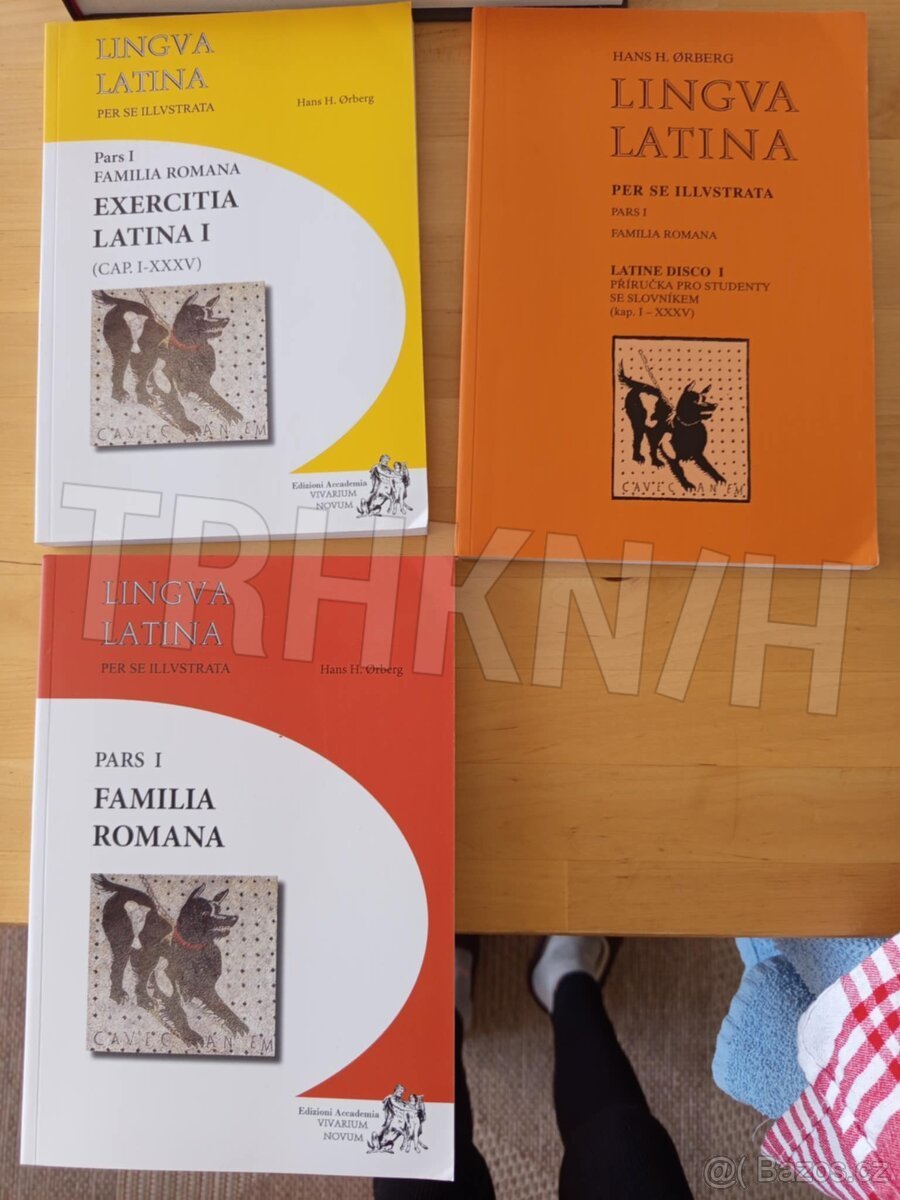 LINGVA
LATINA
PER SE ILLVSTRATA
Hans H. Ørberg
Pars I
FAMILIA ROMANA
EXERCITIA
LATINA I
(CAP. I-XXXV)
CAVE CANEM
Edizioni Accademia
VIVARIUM
NOVUM
HANS H. ØRBERG
LINGVA
LATINA
PER SE ILLVSTRATA
PARS I
FAMILIA ROMANA
LATINE DISCO I
PŘÍRUČKA PRO STUDENTY
SE SLOVNÍKEM
(kap. I – XXXV)
CAVE CANEM
TRHKN/H
LINGVA
LATINA
PER SE ILLVSTRATA
Hans H. Ørberg
PARS I
FAMILIA
ROMANA
CAVE CANEM
Edizioni Accademia
VIVARIUM
NOVUM
@( Bazos.cz